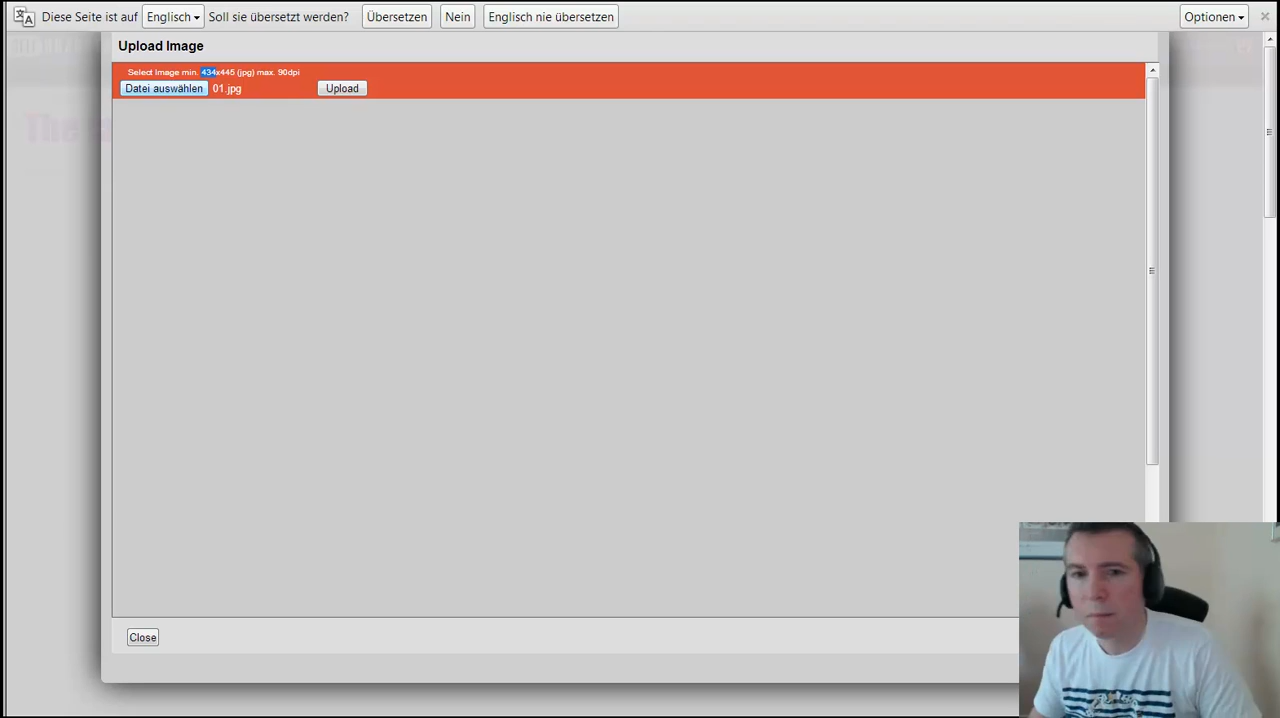 Diese Seite ist auf Englisch Soll sie übersetzt werden? Übersetzen Nein Englisch nie übersetzen Optionen
Upload Image
Select Image min. 434x445 (jpg) max. 90dpi
Datei auswählen 01.jpg Upload
The
Close